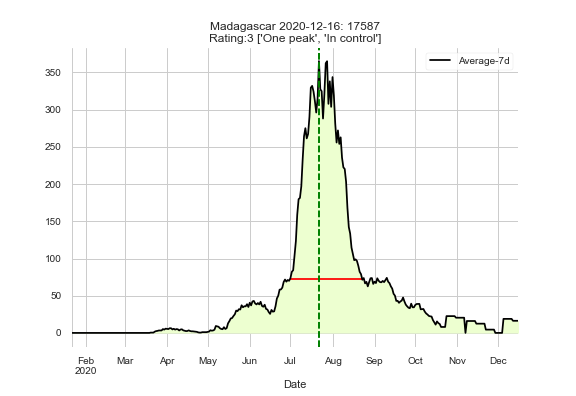 Madagascar 2020-12-16: 17587
Rating:3 ['One peak', 'In control']
Average-7d
350
300
250
200
150
100
50
0
Feb Mar Apr May Jun Jul Aug Sep Oct Nov Dec
2020
Date